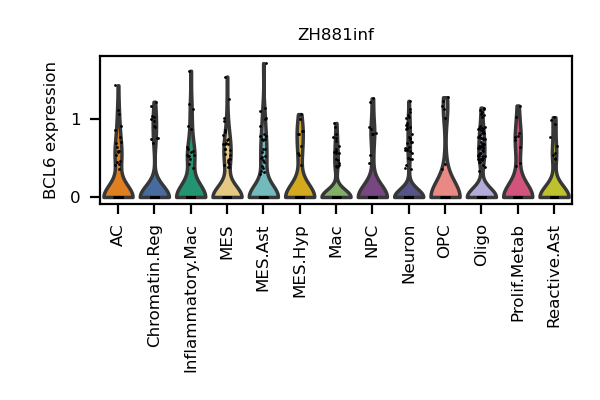 ZH881inf
BCL6 expression
1
0
AC
Chromatin.Reg
Inflammatory.Mac
MES
MES.Ast
MES.Hyp
Mac
NPC
Neuron
OPC
Oligo
Prolif.Metab
Reactive.Ast